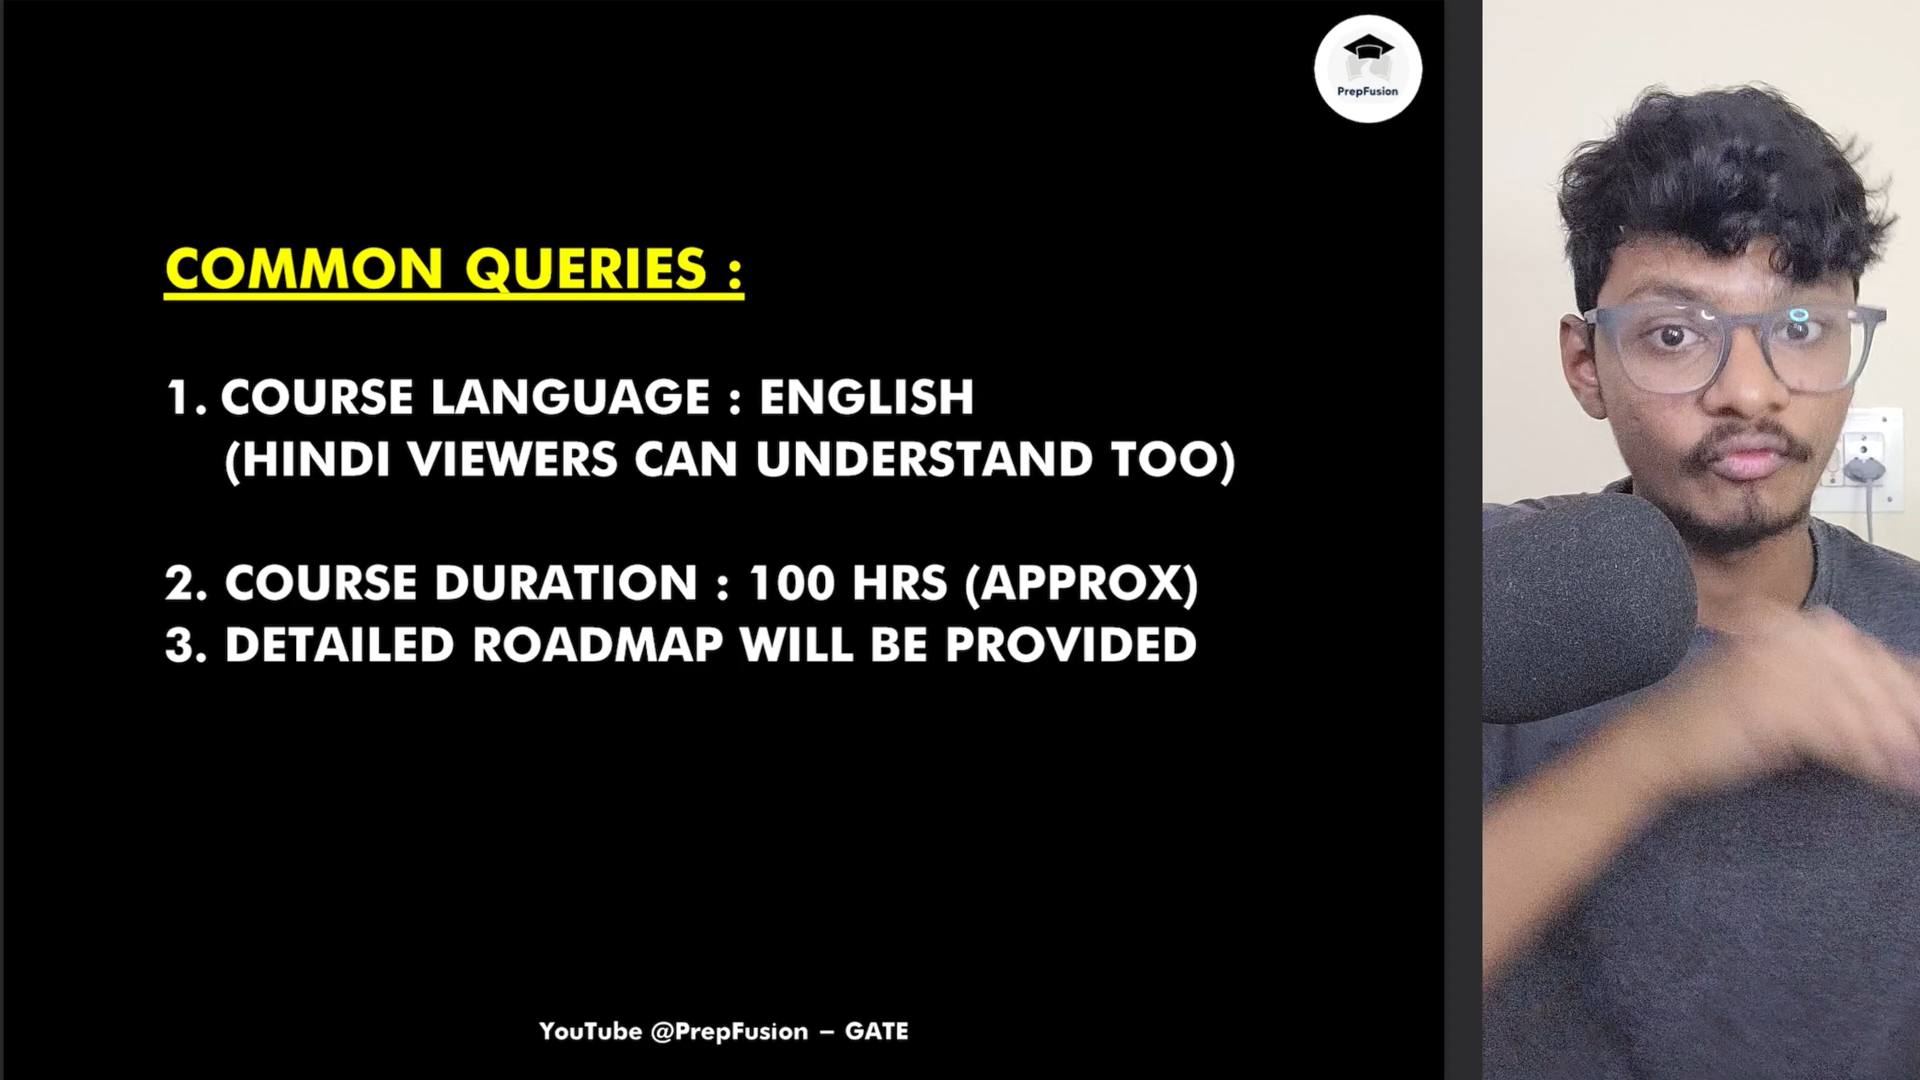 PrepFusion
COMMON QUERIES :
1. COURSE LANGUAGE : ENGLISH
(HINDI VIEWERS CAN UNDERSTAND TOO)
2. COURSE DURATION : 100 HRS (APPROX)
3. DETAILED ROADMAP WILL BE PROVIDED
YouTube @PrepFusion – GATE